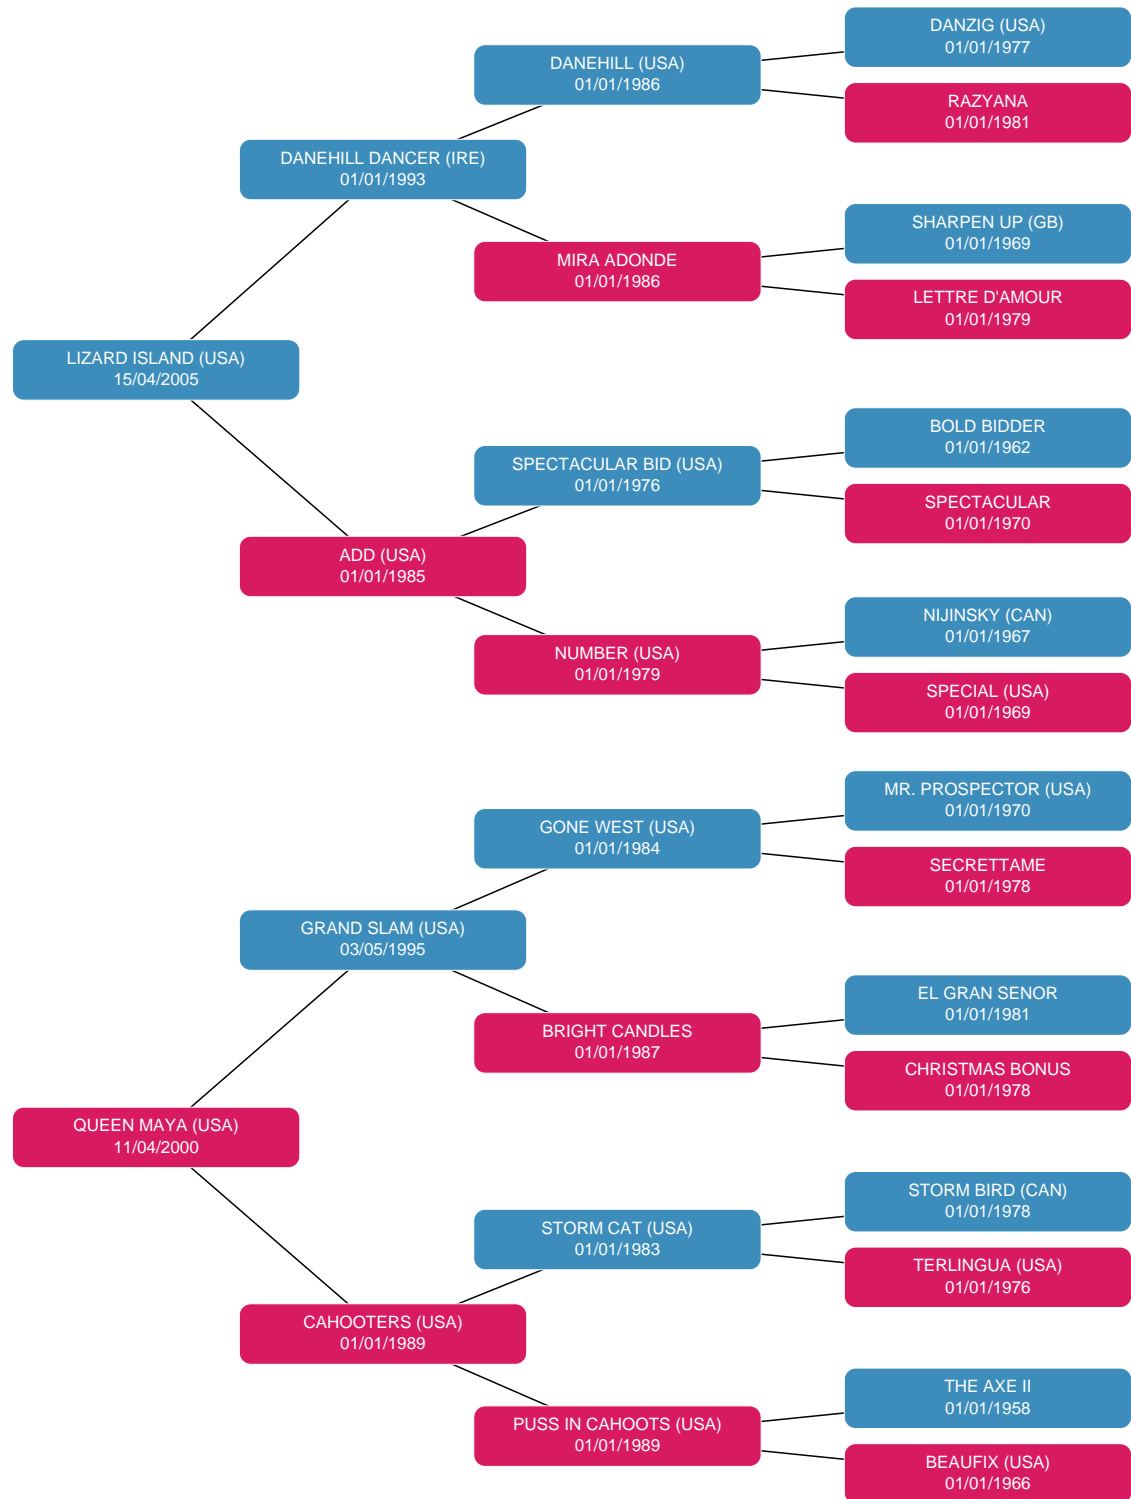 DANZIG (USA)
01/01/1977
DANEHILL (USA)
01/01/1986
RAZYANA
01/01/1981
DANEHILL DANCER (IRE)
01/01/1993
SHARPEN UP (GB)
01/01/1969
MIRA ADONDE
01/01/1986
LETTRE D'AMOUR
01/01/1979
LIZARD ISLAND (USA)
15/04/2005
BOLD BIDDER
01/01/1962
SPECTACULAR BID (USA)
01/01/1976
SPECTACULAR
01/01/1970
ADD (USA)
01/01/1985
NIJINSKY (CAN)
01/01/1967
NUMBER (USA)
01/01/1979
SPECIAL (USA)
01/01/1969
MR. PROSPECTOR (USA)
01/01/1970
GONE WEST (USA)
01/01/1984
SECRETTAME
01/01/1978
GRAND SLAM (USA)
03/05/1995
EL GRAN SENOR
01/01/1981
BRIGHT CANDLES
01/01/1987
CHRISTMAS BONUS
01/01/1978
QUEEN MAYA (USA)
11/04/2000
STORM BIRD (CAN)
01/01/1978
STORM CAT (USA)
01/01/1983
TERLINGUA (USA)
01/01/1976
CAHOOTERS (USA)
01/01/1989
THE AXE II
01/01/1958
PUSS IN CAHOOTS (USA)
01/01/1989
BEAUFIX (USA)
01/01/1966